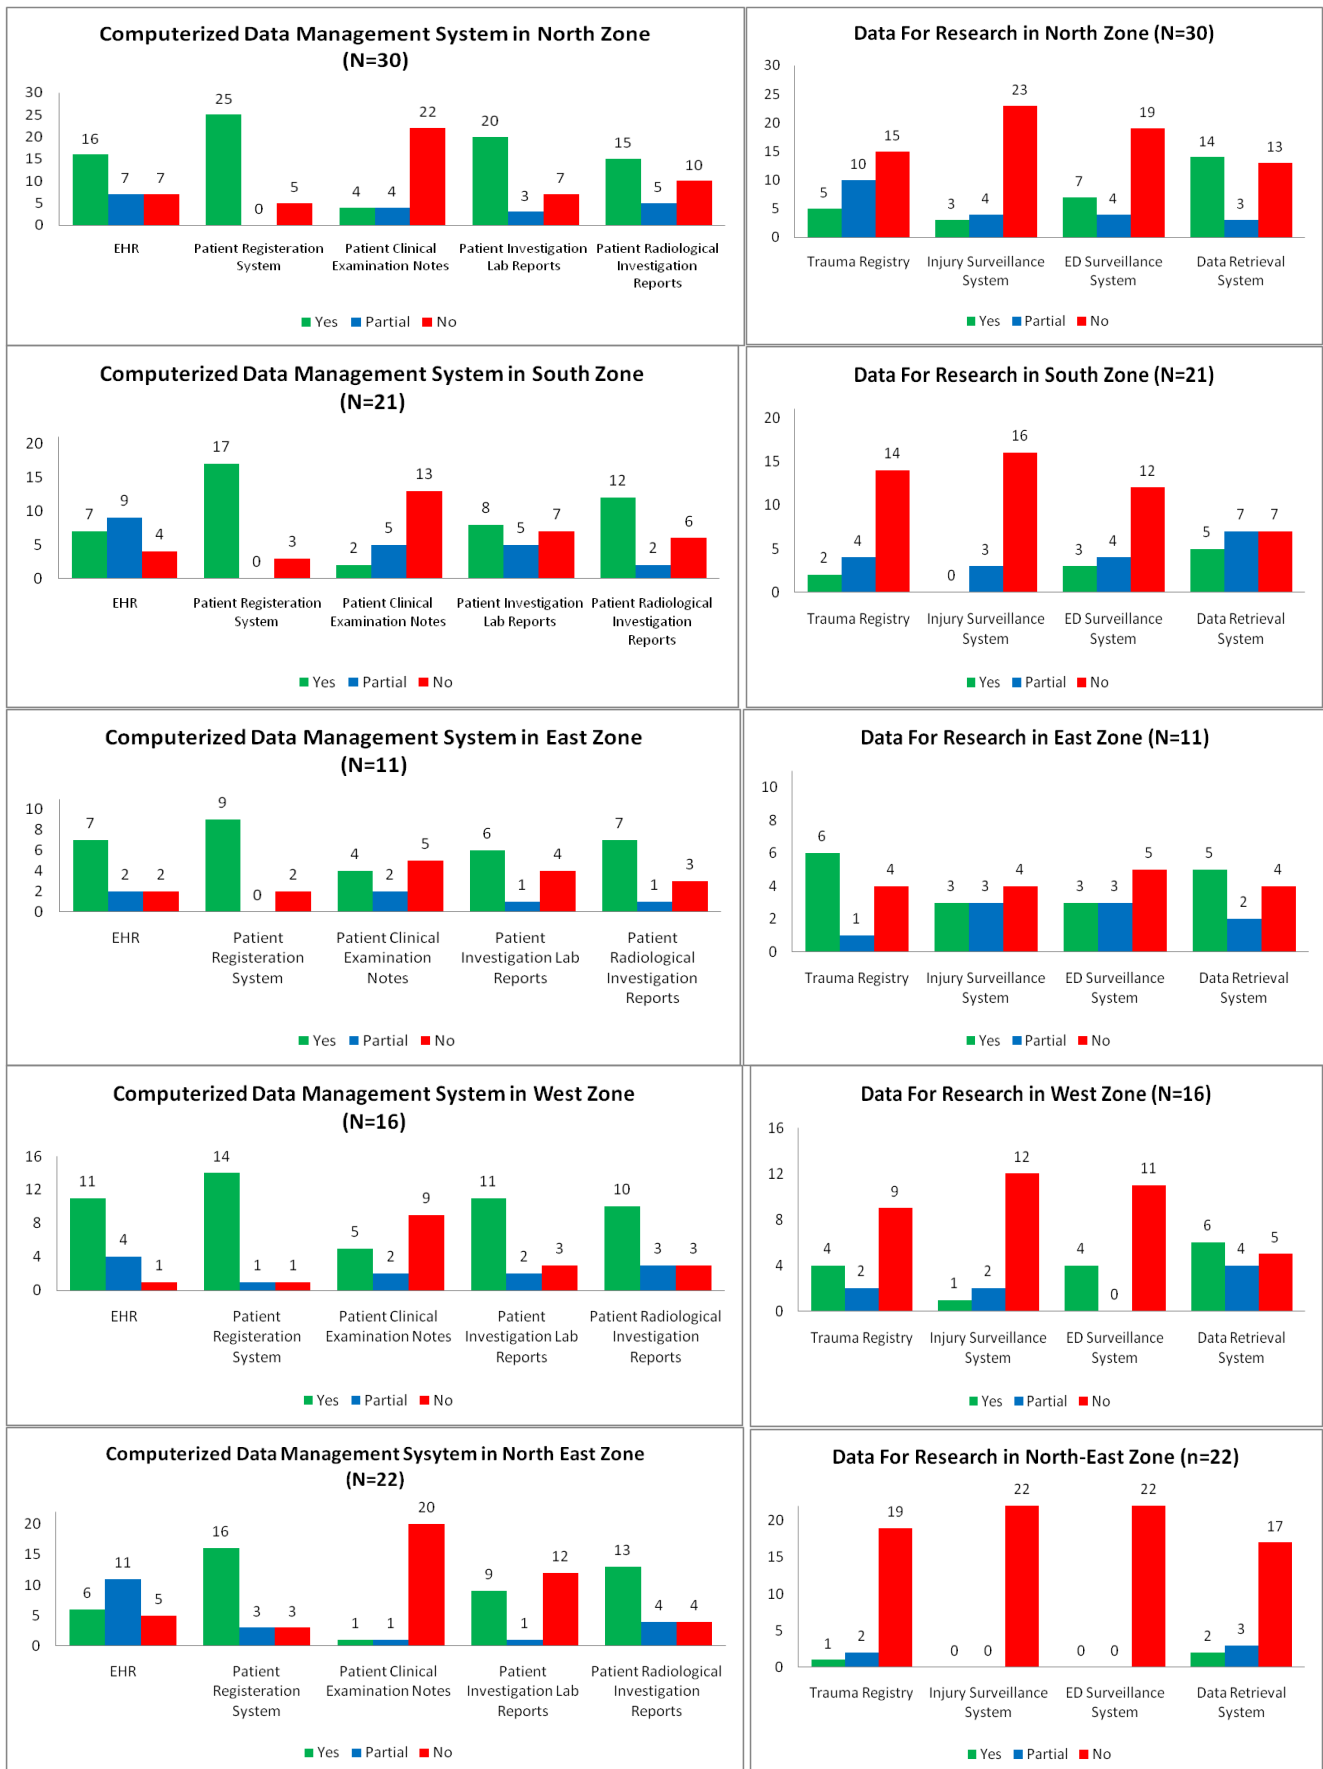 Computerized Data Management System in North Zone
(N=30)
30
25
20
15
10
5
0
16
7
7
25
0
5
4
4
22
20
3
7
15
5
10
EHR
Patient Registeration
System
Patient Clinical
Examination Notes
Patient Investigation
Lab Reports
Patient Radiological
Investigation
Reports
Yes Partial No
Data For Research in North Zone (N=30)
30
25
20
15
10
5
0
5
10
15
3
4
23
7
4
19
14
3
13
Trauma Registry
Injury Surveillance
System
ED Surveillance
System
Data Retrieval
System
Yes Partial No
Computerized Data Management System in South Zone
(N=21)
20
15
10
5
0
7
9
4
17
0
3
2
5
13
8
5
7
12
2
6
EHR
Patient Registeration
System
Patient Clinical
Examination Notes
Patient Investigation
Lab Reports
Patient Radiological
Investigation
Reports
Yes Partial No
Data For Research in South Zone (N=21)
20
15
10
5
0
2
4
14
0
3
16
3
4
12
5
7
7
Trauma Registry
Injury Surveillance
System
ED Surveillance
System
Data Retrieval
System
Yes Partial No
Computerized Data Management System in East Zone
(N=11)
10
8
6
4
2
0
7
2
2
9
0
2
4
2
5
6
1
4
7
1
3
EHR
Patient
Registeration
System
Patient Clinical
Examination
Notes
Patient
Investigation Lab
Reports
Patient
Radiological
Investigation
Reports
Yes Partial No
Data For Research in East Zone (N=11)
10
8
6
4
2
0
6
1
4
3
3
4
3
3
5
5
2
4
Trauma Registry
Injury Surveillance
System
ED Surveillance
System
Data Retrieval
System
Yes Partial No
Computerized Data Management System in West Zone
(N=16)
16
12
8
4
0
11
4
1
14
1
1
5
2
9
11
2
3
10
3
3
EHR
Patient
Registeration
System
Patient Clinical
Examination Notes
Patient
Investigation Lab
Reports
Patient Radiological
Investigation
Reports
Yes Partial No
Data For Research in West Zone (N=16)
16
12
8
4
0
4
2
9
1
2
12
4
0
11
6
4
5
Trauma Registry
Injury Surveillance
System
ED Surveillance
System
Data Retrieval
System
Yes Partial No
Computerized Data Management Sysytem in North East Zone
(N=22)
20
15
10
5
0
6
11
5
16
3
3
1
1
20
9
1
12
13
4
4
EHR
Patient
Registeration
System
Patient Clinical
Examination Notes
Patient
Investigation Lab
Reports
Patient Radiological
Investigation
Reports
Yes Partial No
Data For Research in North-East Zone (n=22)
20
15
10
5
0
1
2
19
0
0
22
0
0
22
2
3
17
Trauma Registry
Injury Surveillance
System
ED Surveillance
System
Data Retrieval
System
Yes Partial No